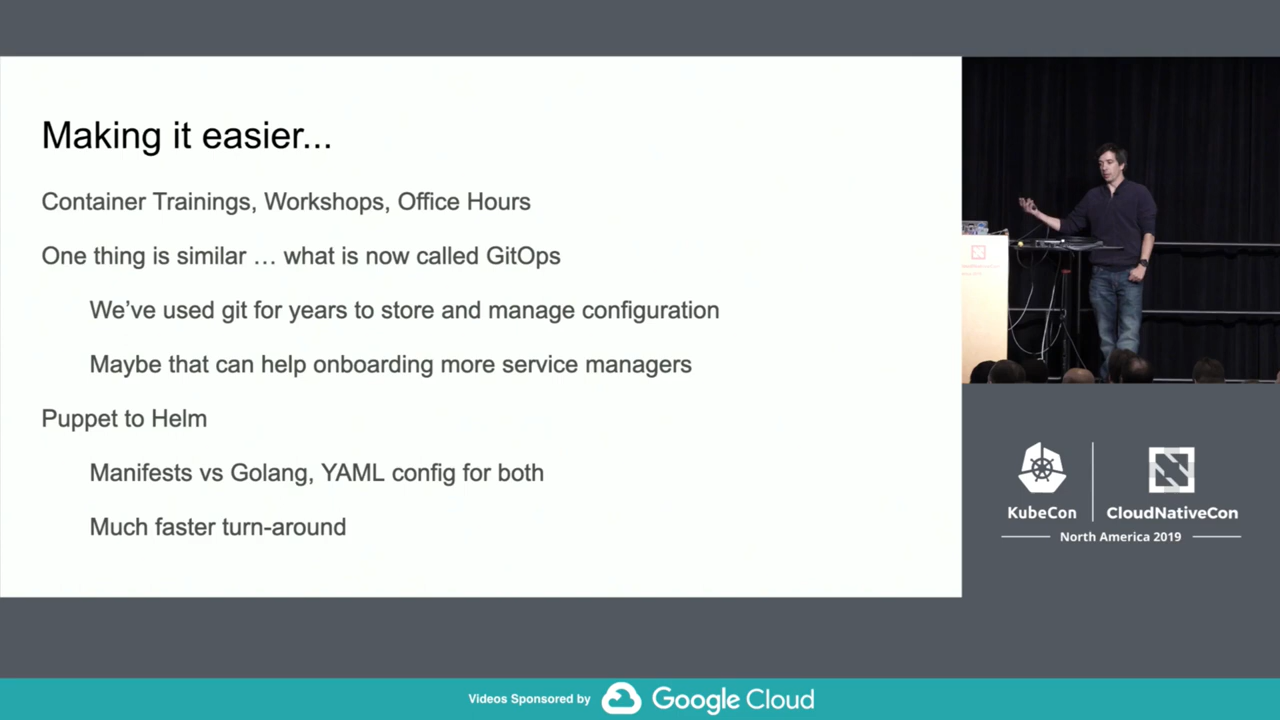 Making it easier...
Container Trainings, Workshops, Office Hours
One thing is similar … what is now called GitOps
We’ve used git for years to store and manage configuration
Maybe that can help onboarding more service managers
Puppet to Helm
Manifests vs Golang, YAML config for both
Much faster turn-around
KubeCon
CloudNativeCon
North America 2019
Videos Sponsored by Google Cloud